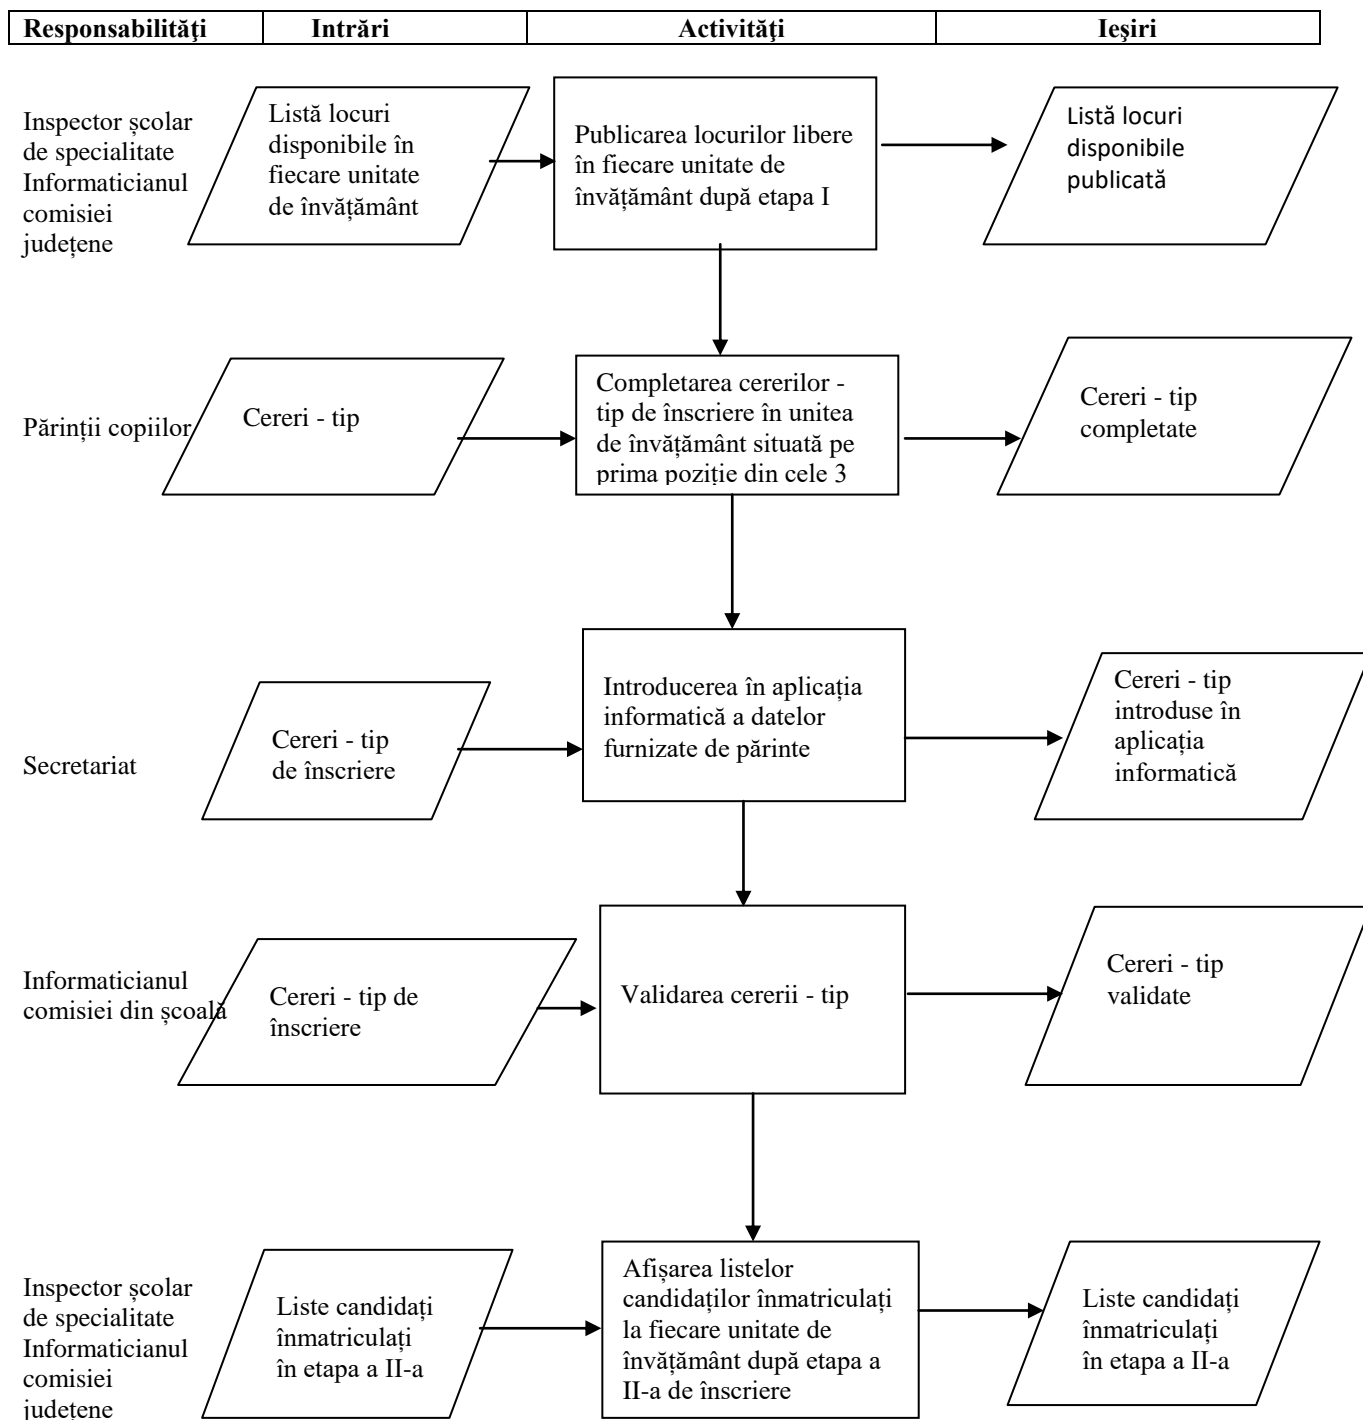 Responsabilităţi Intrări Activităţi Ieşiri
Inspector școlar
de specialitate
Informaticianul
comisiei
județene
Listă locuri
disponibile în
fiecare unitate
de învățământ
Publicarea locurilor libere
în fiecare unitate de
învățământ după etapa I
Listă locuri
disponibile
publicată
Părinții copiilor
Cereri - tip
Completarea cererilor -
tip de înscriere în unitea
de învățământ situată pe
prima poziție din cele 3
Cereri - tip
completate
Secretariat
Cereri - tip
de înscriere
Introducerea în aplicația
informatică a datelor
furnizate de părinte
Cereri - tip
introduse în
aplicația
informatică
Informaticianul
comisiei din școală
Cereri - tip de
înscriere
Validarea cererii - tip
Cereri - tip
validate
Inspector școlar
de specialitate
Informaticianul
comisiei
județene
Liste candidați
înmatriculați
în etapa a II-a
Afișarea listelor
candidaților înmatriculați
la fiecare unitate de
învățământ după etapa a
II-a de înscriere
Liste candidați
înmatriculați
în etapa a II-a